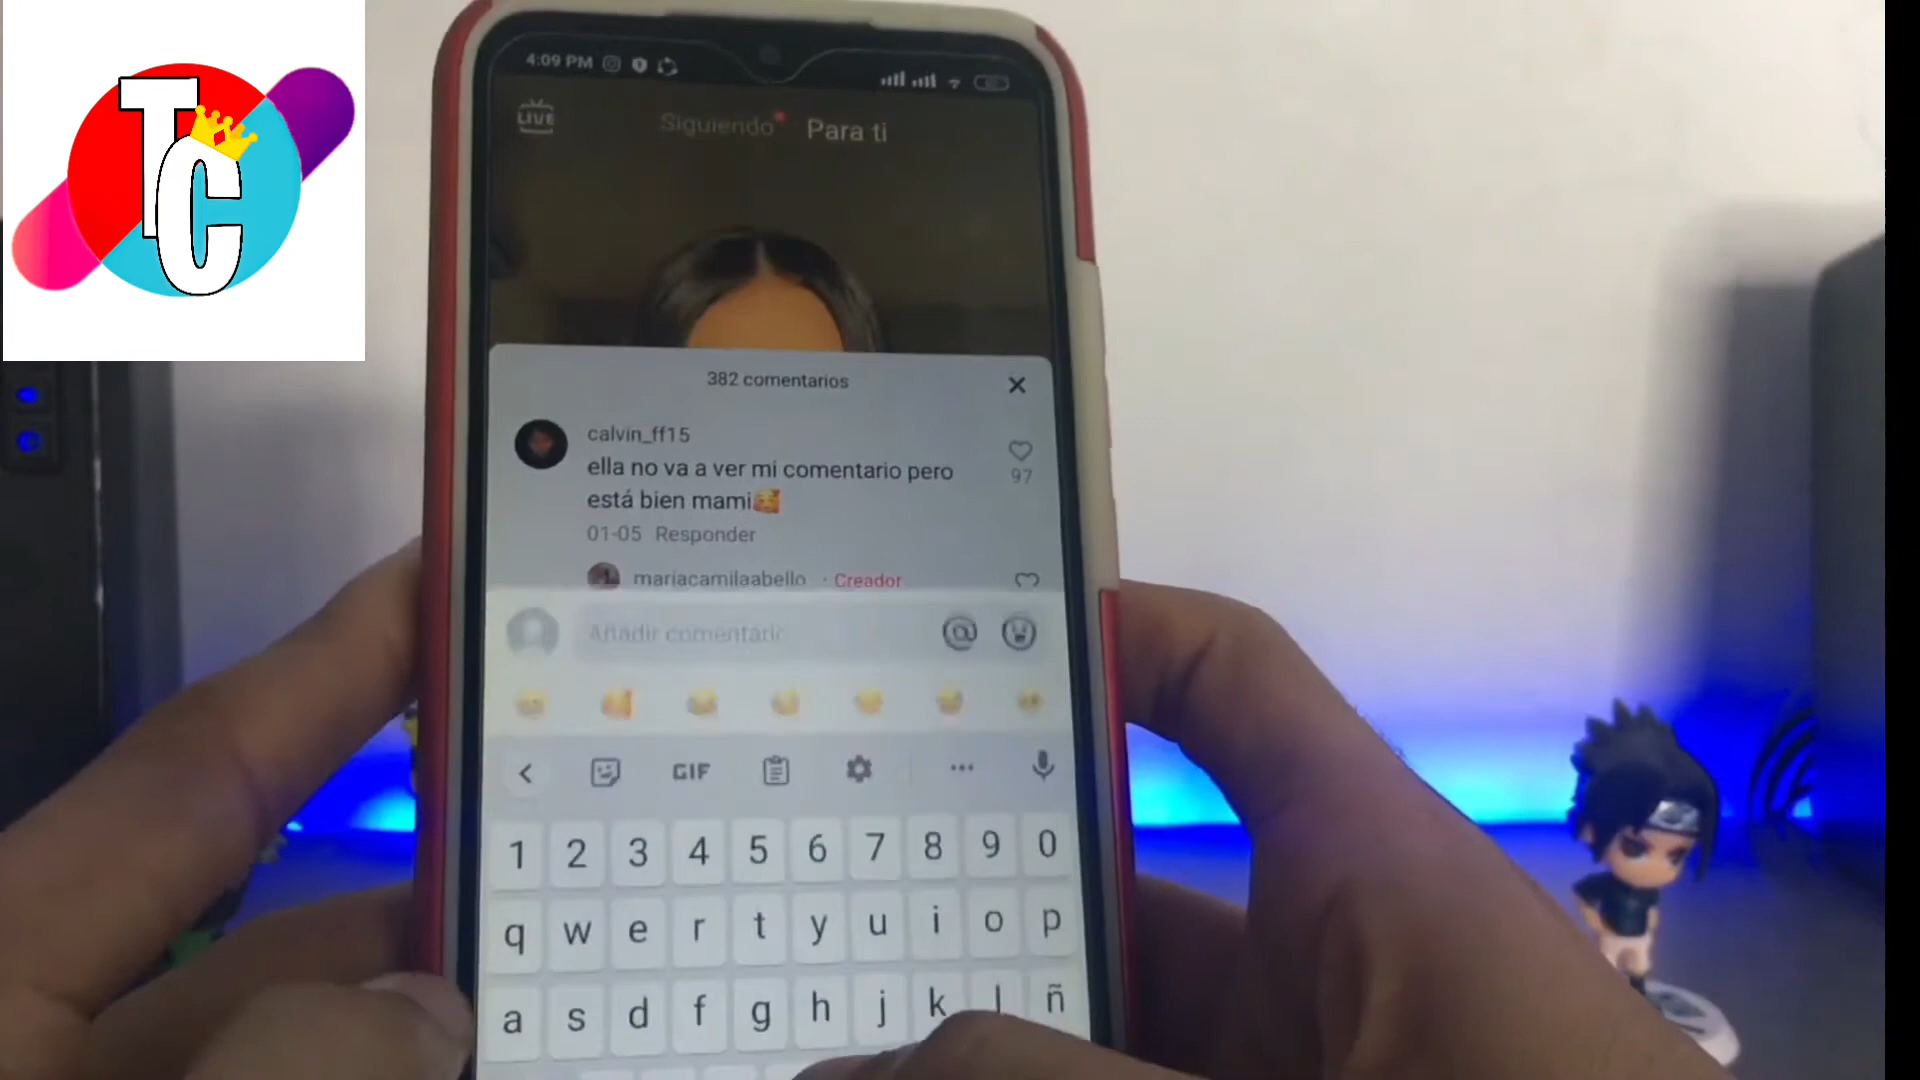 TC
4:09 PM
LIVE
Siguiendo Para ti
382 comentarios
calvin_ff15
ella no va a ver mi comentario pero
está bien mami🥰
97
01-05 Responder
mariacamilaabello · Creador
Añadir comentario
GIF
1 2 3 4 5 6 7 8 9 0
q w e r t y u i o p
a s d f g h j k l ñ